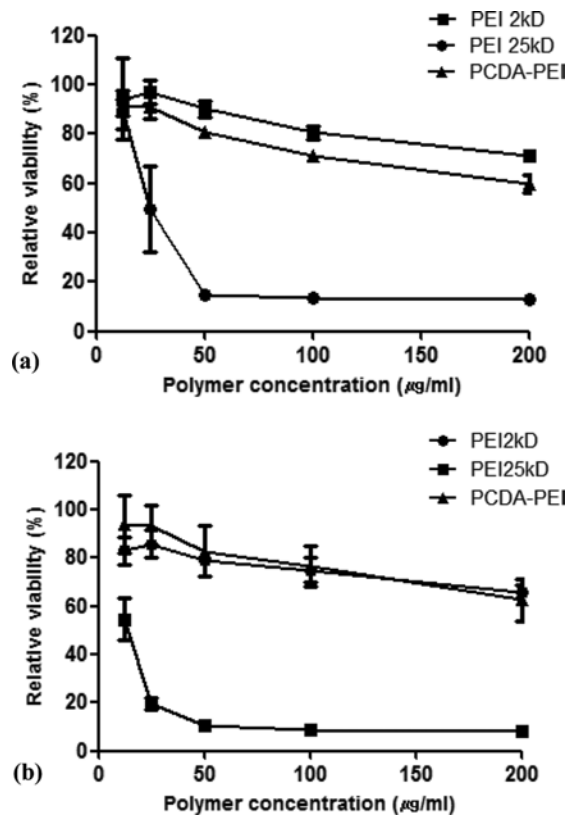 PEI 2kD
PEI 25kD
PCDA-PEI
120
100
80
60
40
20
0
Relative viability (%)
0 50 100 150 200
Polymer concentration (µg/ml)
(a)
PEI2kD
PEI25kD
PCDA-PEI
120
100
80
60
40
20
0
Relative viability (%)
0 50 100 150 200
Polymer concentration (µg/ml)
(b)